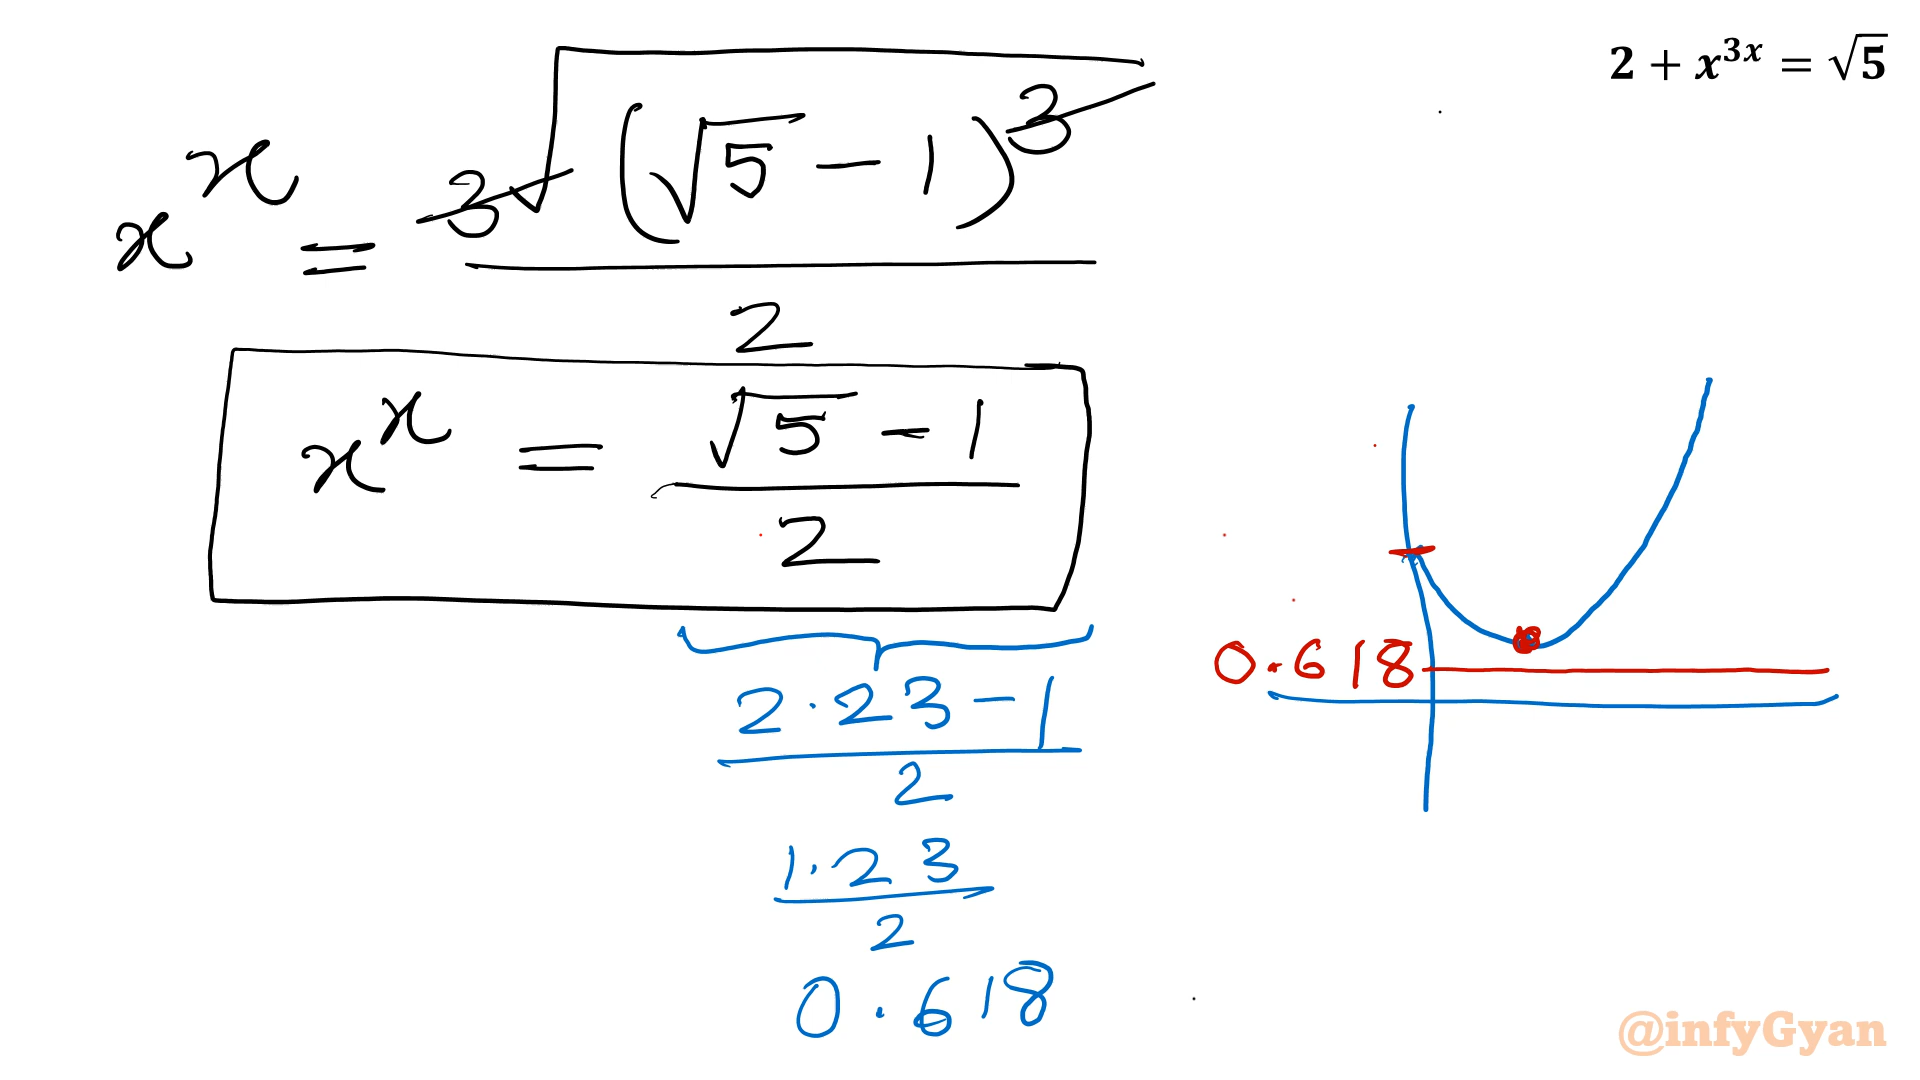 2 + x^{3x} = √5
x^x = ∛(√5 − 1)^3 / 2
x^x = (√5 − 1) / 2
2.23 − 1 / 2
1.23 / 2
0.618
0.618
@infyGyan